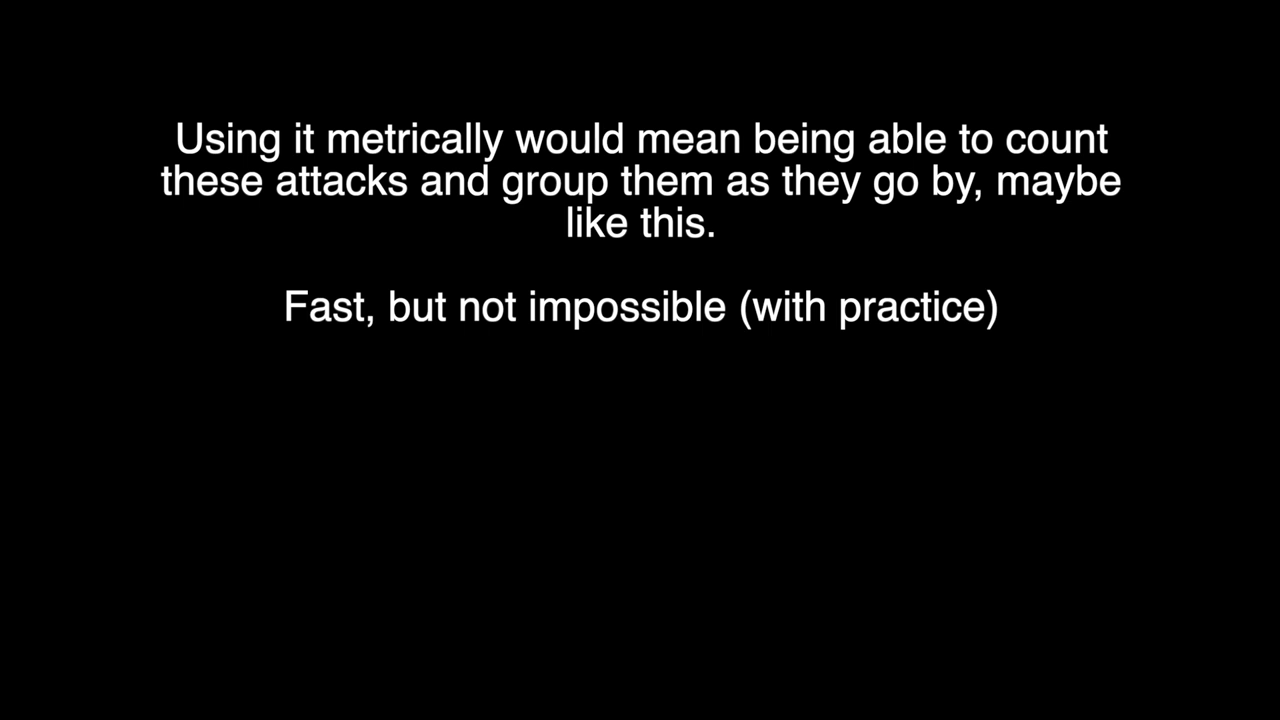 Using it metrically would mean being able to count
these attacks and group them as they go by, maybe
like this.
Fast, but not impossible (with practice)